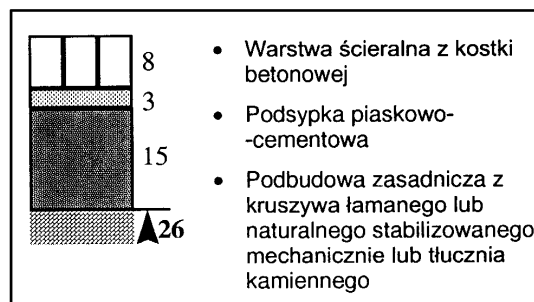 8
3
15
26
• Warstwa ścieralna z kostki
betonowej
• Podsypka piaskowo-
-cementowa
• Podbudowa zasadnicza z
kruszywa łamanego lub
naturalnego stabilizowanego
mechanicznie lub tłucznia
kamiennego